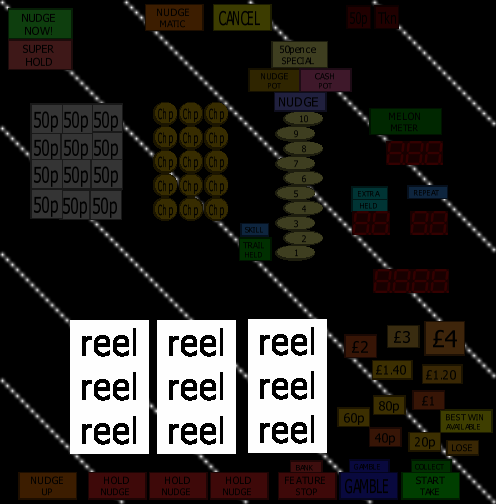 NUDGE
NOW!
SUPER
HOLD
NUDGE
MATIC
CANCEL
50p
50pence
SPECIAL
NUDGE
POT
CASH
POT
NUDGE
50p 50p 50p
50p 50p 50p
50p 50p 50p
50p 50p 50p
Chp Chp Chp
Chp Chp Chp
Chp Chp Chp
Chp Chp Chp
Chp Chp Chp
10
9
8
7
6
5
4
3
2
1
SKILL
TRAIL
HELD
MELON
METER
EXTRA
HELD
REPEAT
reel reel reel
reel reel reel
reel reel reel
£2 £3 £4
£1.40 £1.20
60p 80p £1
40p 20p
BEST WIN
AVAILABLE
LOSE
NUDGE
UP
HOLD
NUDGE
HOLD
NUDGE
HOLD
NUDGE
BANK
FEATURE
STOP
GAMBLE
GAMBLE
COLLECT
START
TAKE